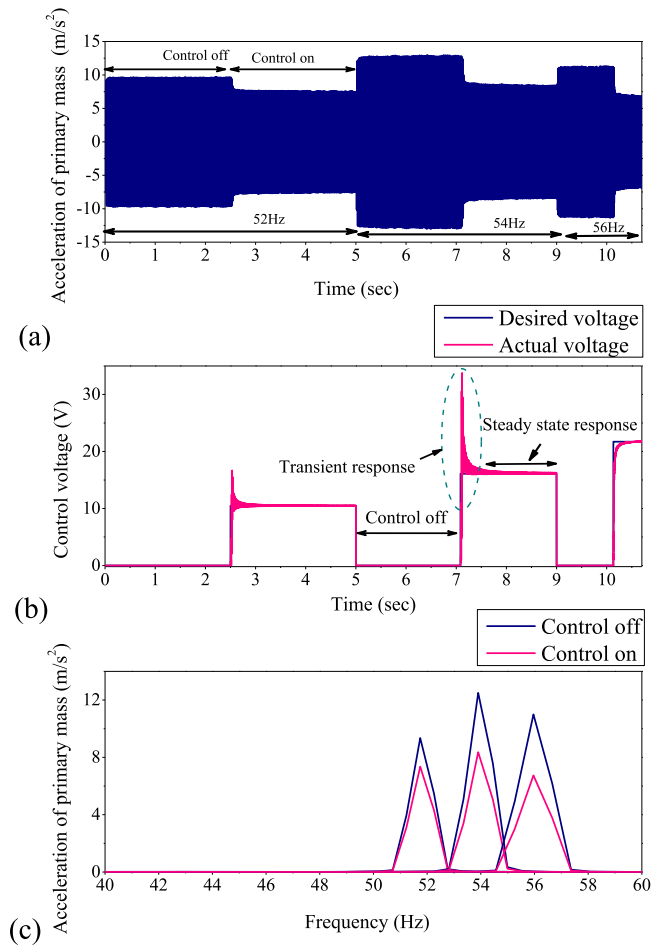 Acceleration of primary mass (m/s²)
15
10
5
0
-5
-10
-15
Control off
Control on
52Hz
54Hz
56Hz
0 1 2 3 4 5 6 7 8 9 10
Time (sec)
(a)
Desired voltage
Actual voltage
Control voltage (V)
30
20
10
0
Transient response
Steady state response
Control off
0 1 2 3 4 5 6 7 8 9 10
Time (sec)
(b)
Control off
Control on
Acceleration of primary mass (m/s²)
12
8
4
0
40 42 44 46 48 50 52 54 56 58 60
Frequency (Hz)
(c)